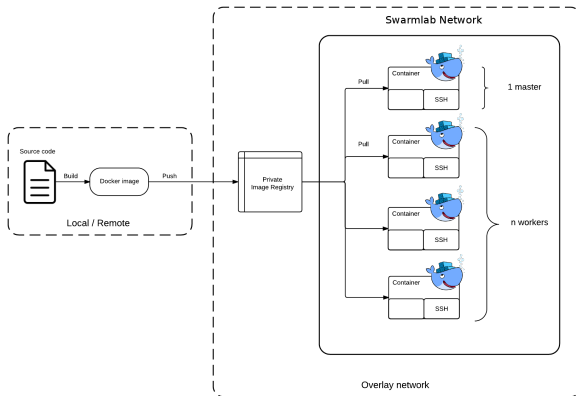 Swarmlab Network
Container
SSH
Pull
1 master
Container
SSH
Pull
Source code
Build
Docker image
Push
Local / Remote
Private
Image Registry
Container
SSH
n workers
Container
SSH
Overlay network